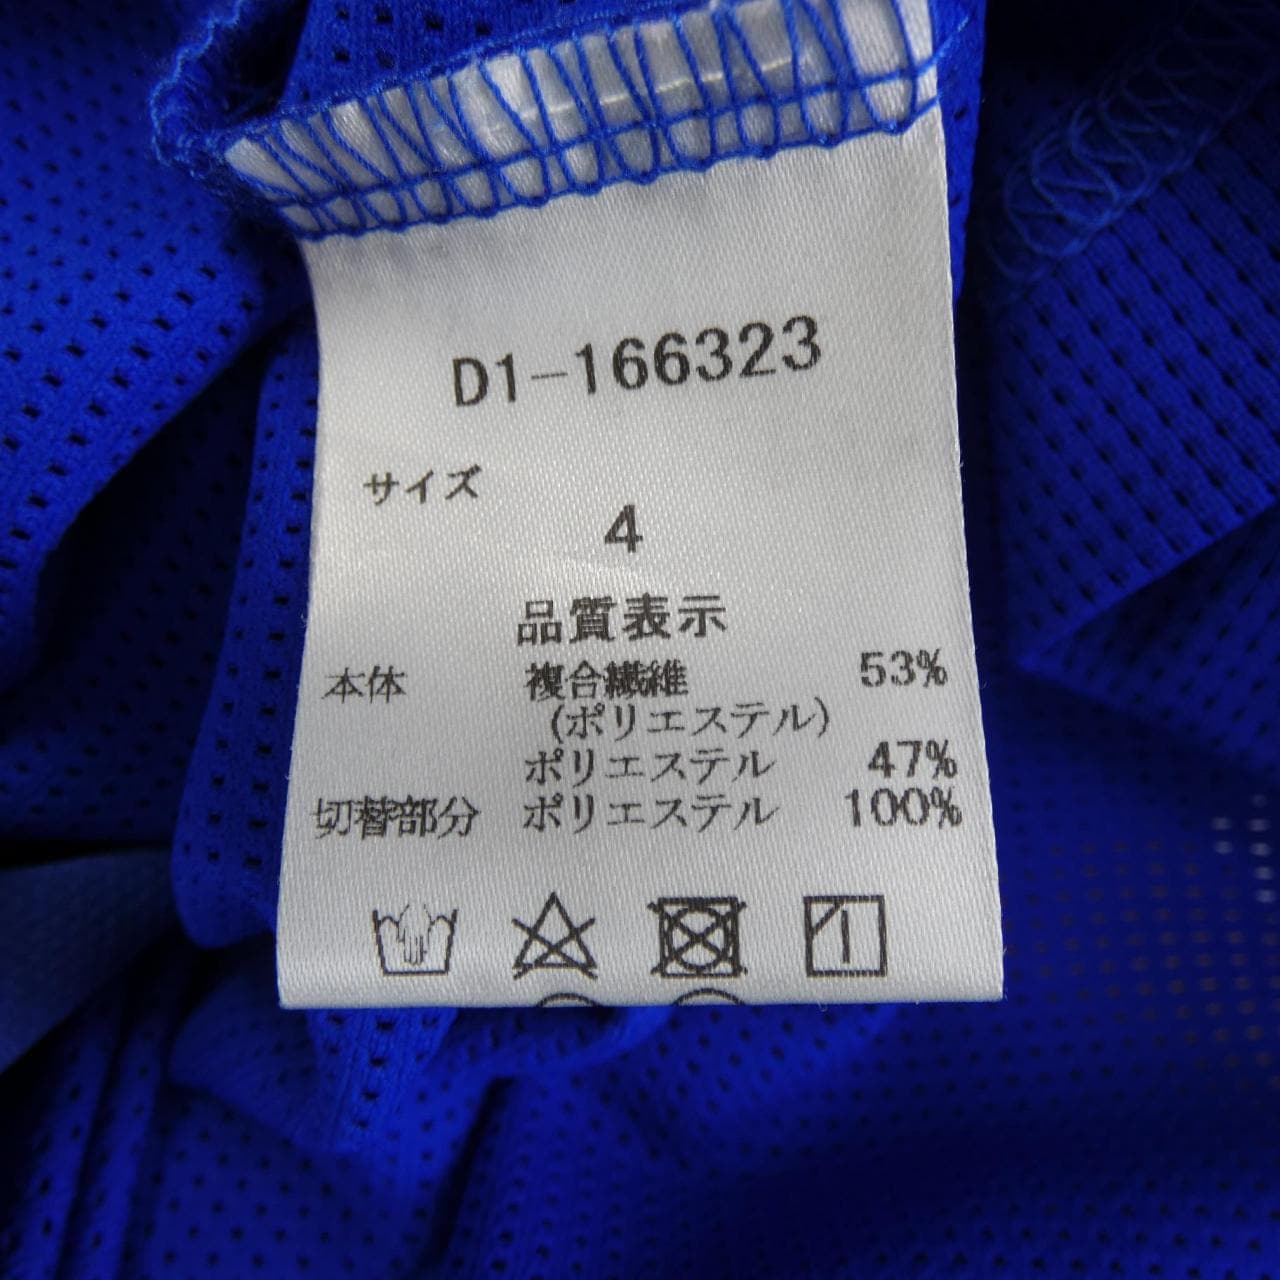 D1-166323
サイズ
4
品質表示
本体 複合繊維 53%
(ポリエステル)
ポリエステル 47%
切替部分 ポリエステル 100%